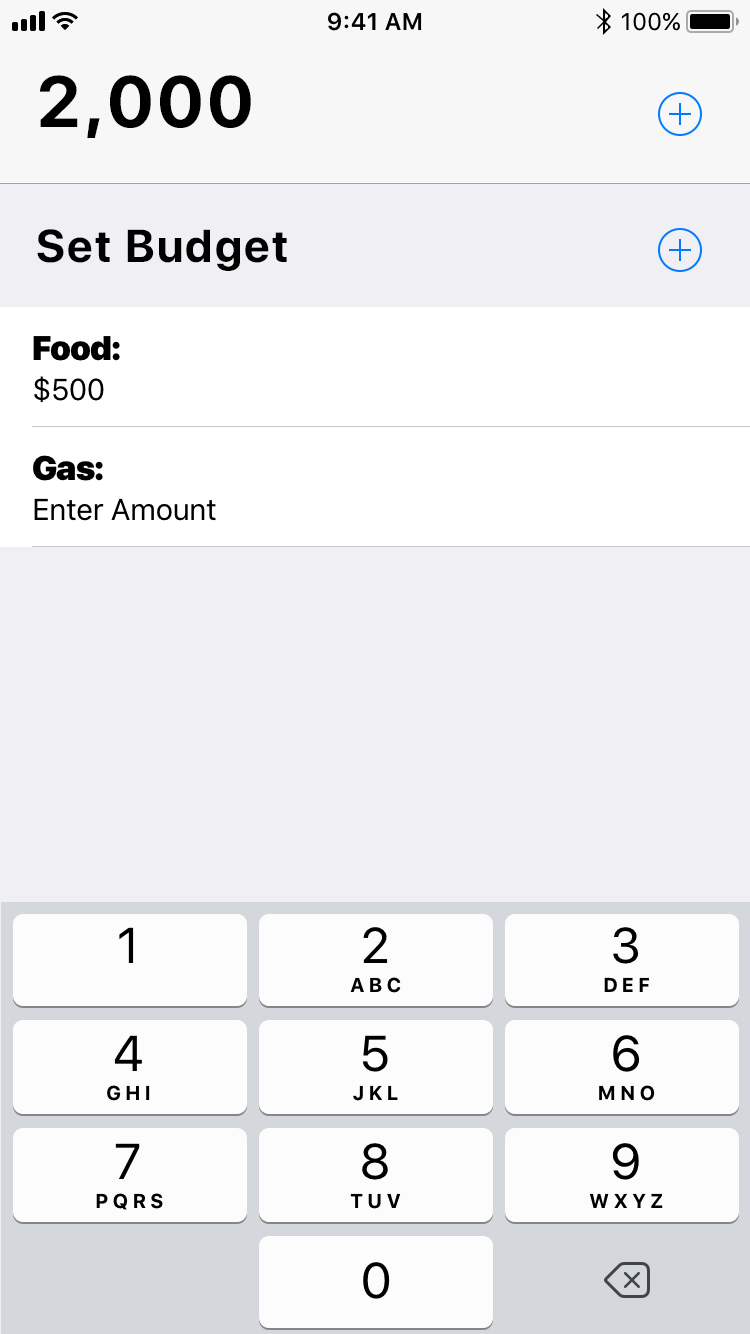 9:41 AM 100%
2,000
Set Budget
Food:
$500
Gas:
Enter Amount
1 2 3
ABC DEF
4 5 6
GHI JKL MNO
7 8 9
PQRS TUV WXYZ
0